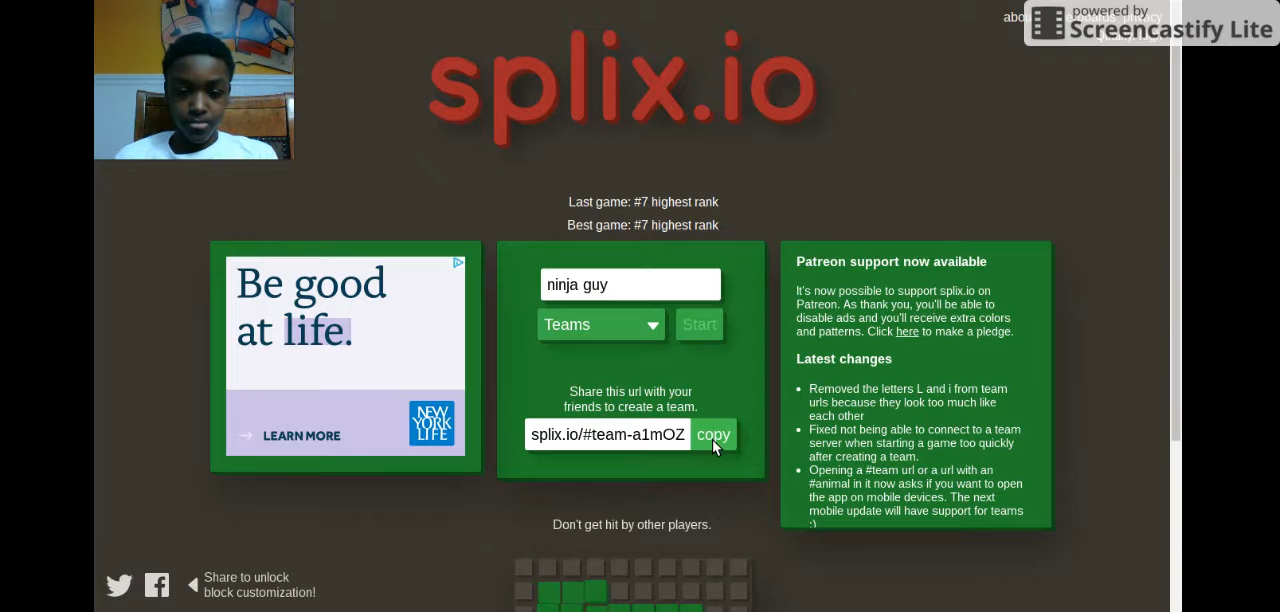 powered by
Screencastify Lite
privacy
splix.io
Last game: #7 highest rank
Best game: #7 highest rank
Be good
at life.
LEARN MORE
NEW
YORK
LIFE
ninja guy
Teams
Start
Share this url with your
friends to create a team.
splix.io/#team-a1mOZ
copy
Patreon support now available
It's now possible to support splix.io on
Patreon. As thank you, you'll be able to
disable ads and you'll receive extra colors
and patterns. Click here to make a pledge.
Latest changes
• Removed the letters L and i from team
urls because they look too much like
each other
• Fixed not being able to connect to a team
server when starting a game too quickly
after creating a team.
• Opening a #team url or a url with an
#animal in it now asks if you want to open
the app on mobile devices. The next
mobile update will have support for teams
:)
Don't get hit by other players.
Share to unlock
block customization!